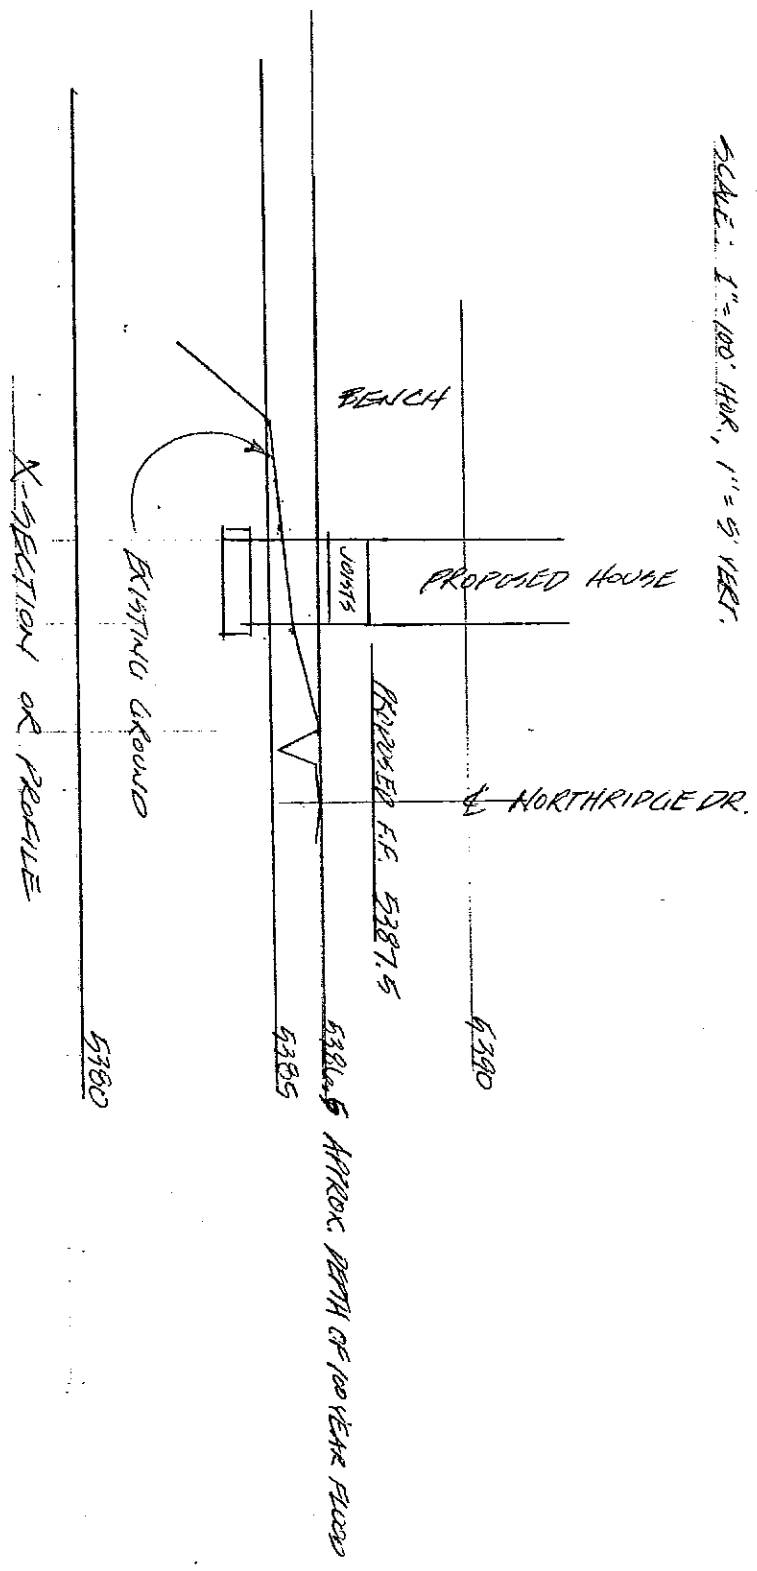 SCALE: 1"=100' HOR, 1"=5' VERT.
5390
BENCH
PROPOSED HOUSE
℄ NORTHRIDGE DR.
PROPOSED F.F. 5387.5
JOISTS
APPROX. DEPTH OF 100 YEAR FLOOD
5385
EXISTING GROUND
5380
X-SECTION OR PROFILE